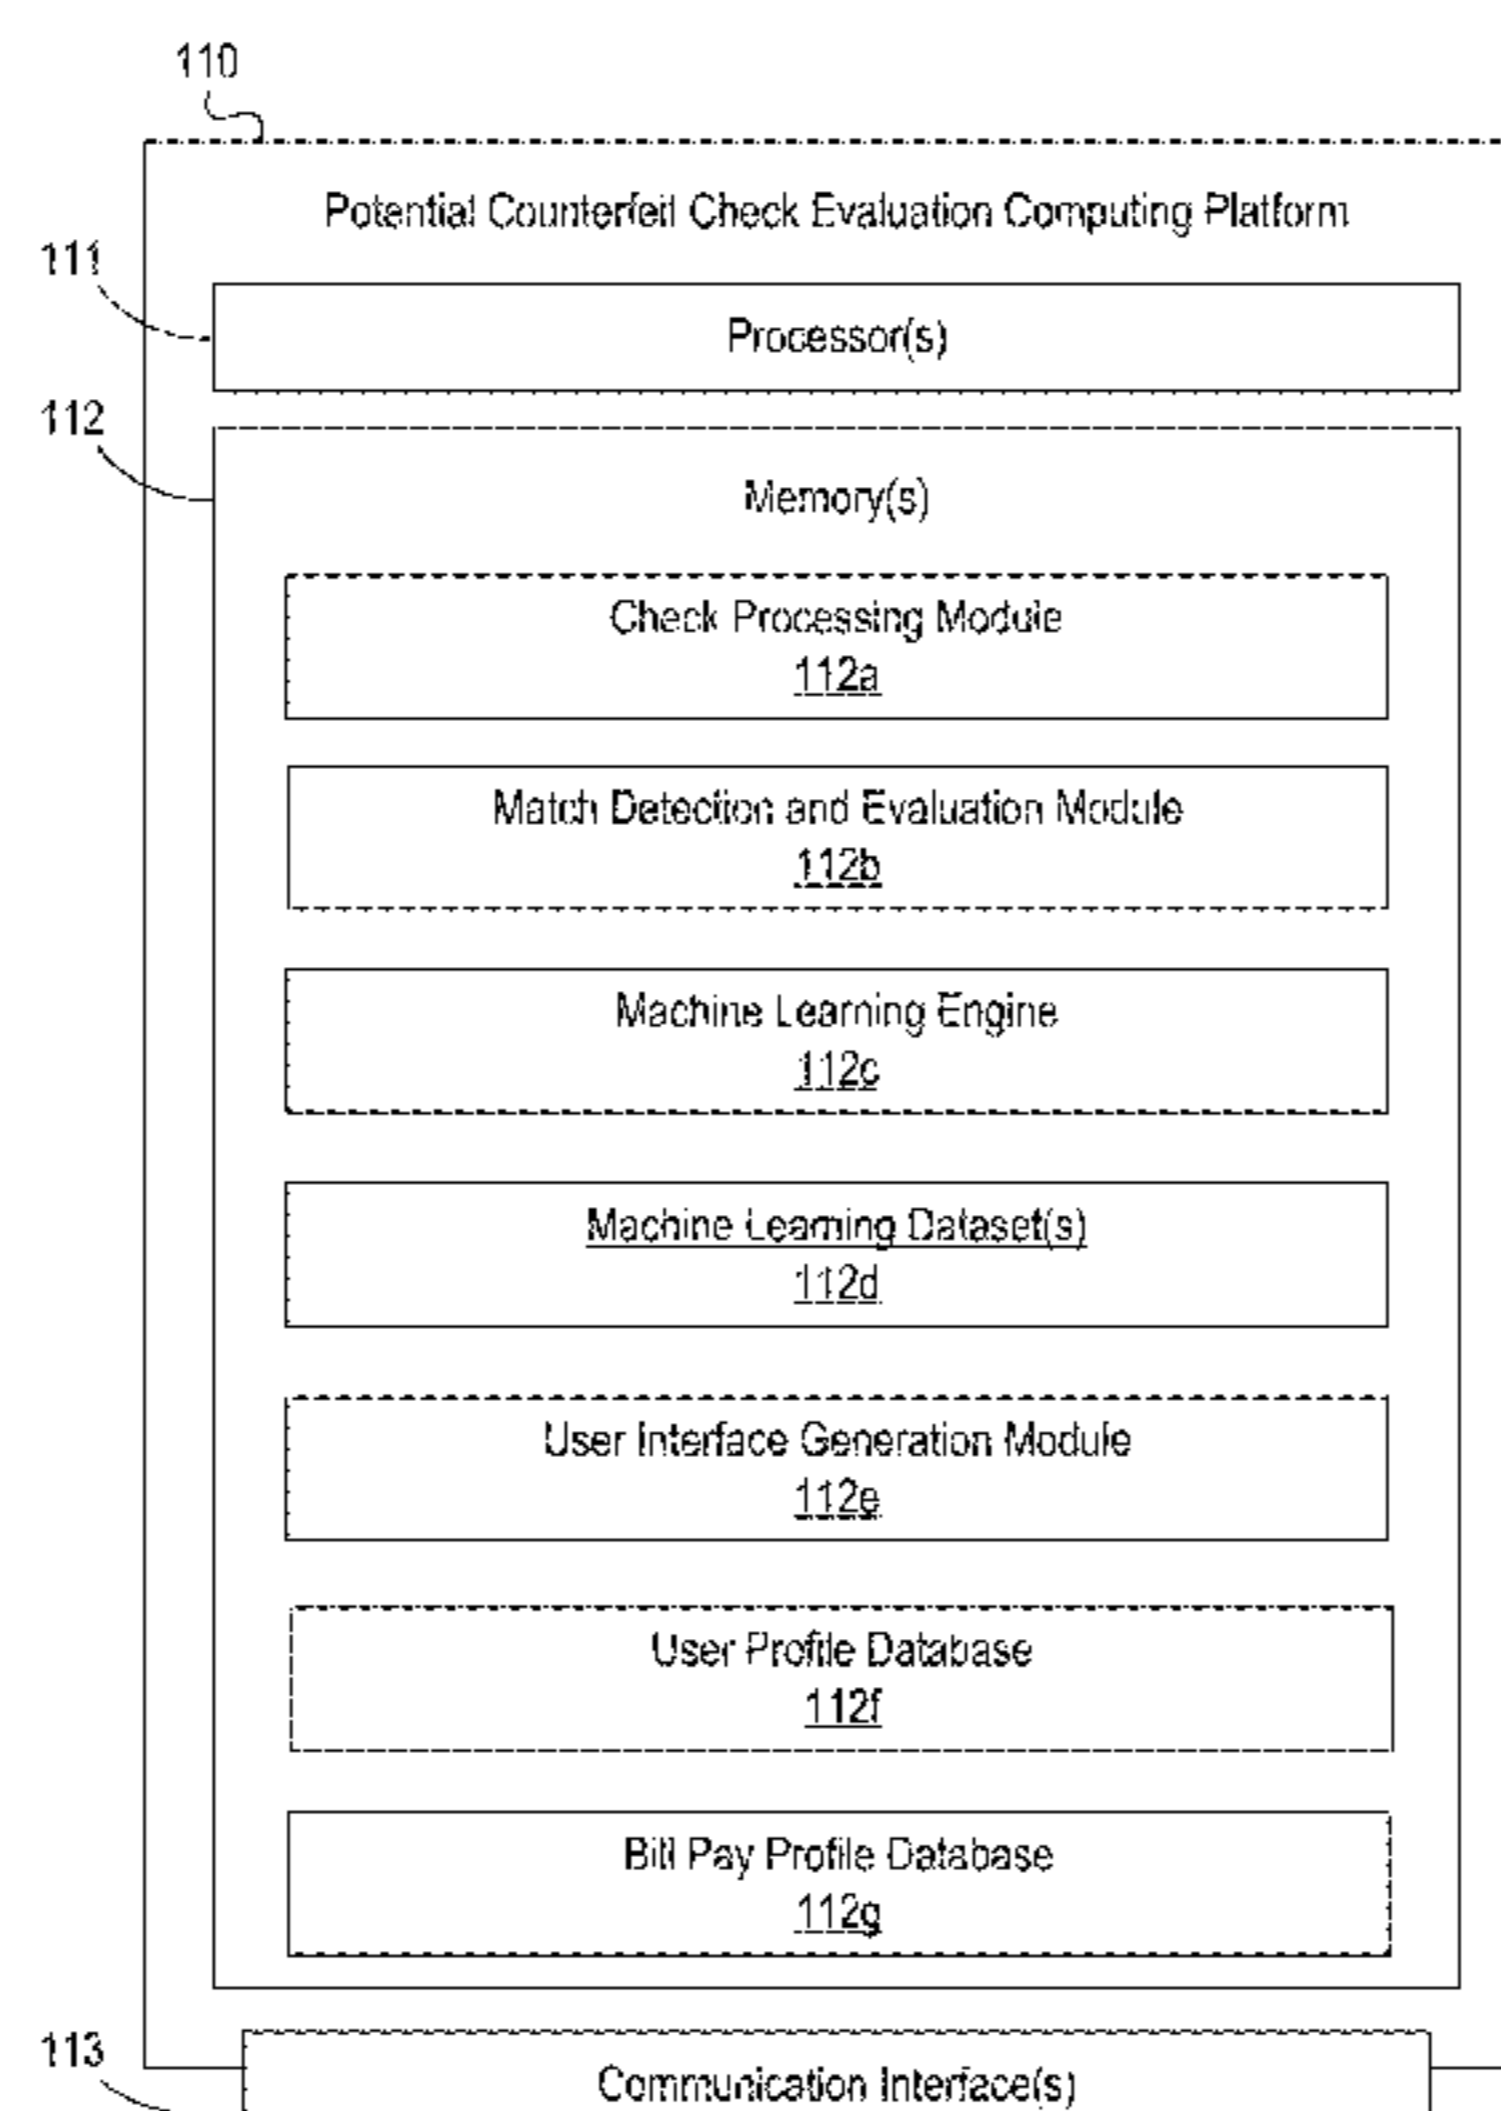 110
Potential Counterfeit Check Evaluation Computing Platform
111
Processor(s)
112
Memory(s)
Check Processing Module
112a
Match Detection and Evaluation Module
112b
Machine Learning Engine
112c
Machine Learning Dataset(s)
112d
User Interface Generation Module
112e
User Profile Database
112f
Bill Pay Profile Database
112g
113
Communication Interface(s)